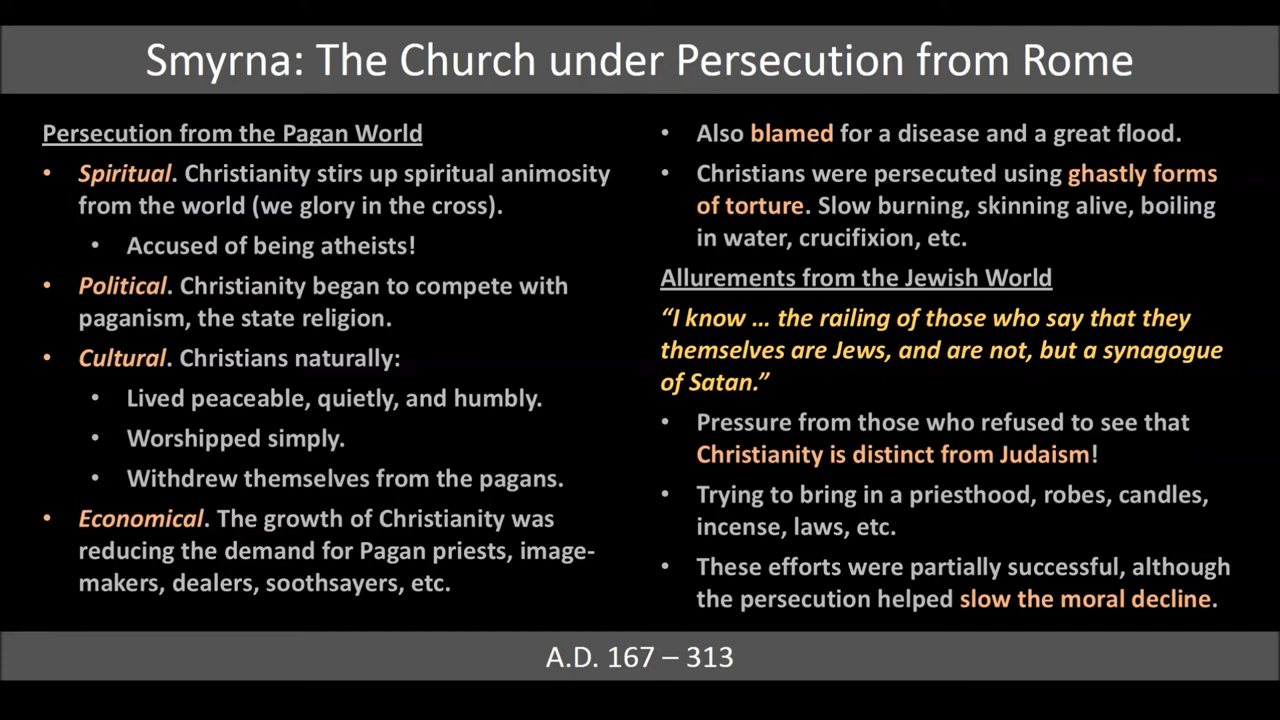 Smyrna: The Church under Persecution from Rome
Persecution from the Pagan World
• Spiritual. Christianity stirs up spiritual animosity
from the world (we glory in the cross).
• Accused of being atheists!
• Political. Christianity began to compete with
paganism, the state religion.
• Cultural. Christians naturally:
• Lived peaceable, quietly, and humbly.
• Worshipped simply.
• Withdrew themselves from the pagans.
• Economical. The growth of Christianity was
reducing the demand for Pagan priests, image-
makers, dealers, soothsayers, etc.
• Also blamed for a disease and a great flood.
• Christians were persecuted using ghastly forms
of torture. Slow burning, skinning alive, boiling
in water, crucifixion, etc.
Allurements from the Jewish World
“I know … the railing of those who say that they
themselves are Jews, and are not, but a synagogue
of Satan.”
• Pressure from those who refused to see that
Christianity is distinct from Judaism!
• Trying to bring in a priesthood, robes, candles,
incense, laws, etc.
• These efforts were partially successful, although
the persecution helped slow the moral decline.
A.D. 167 – 313